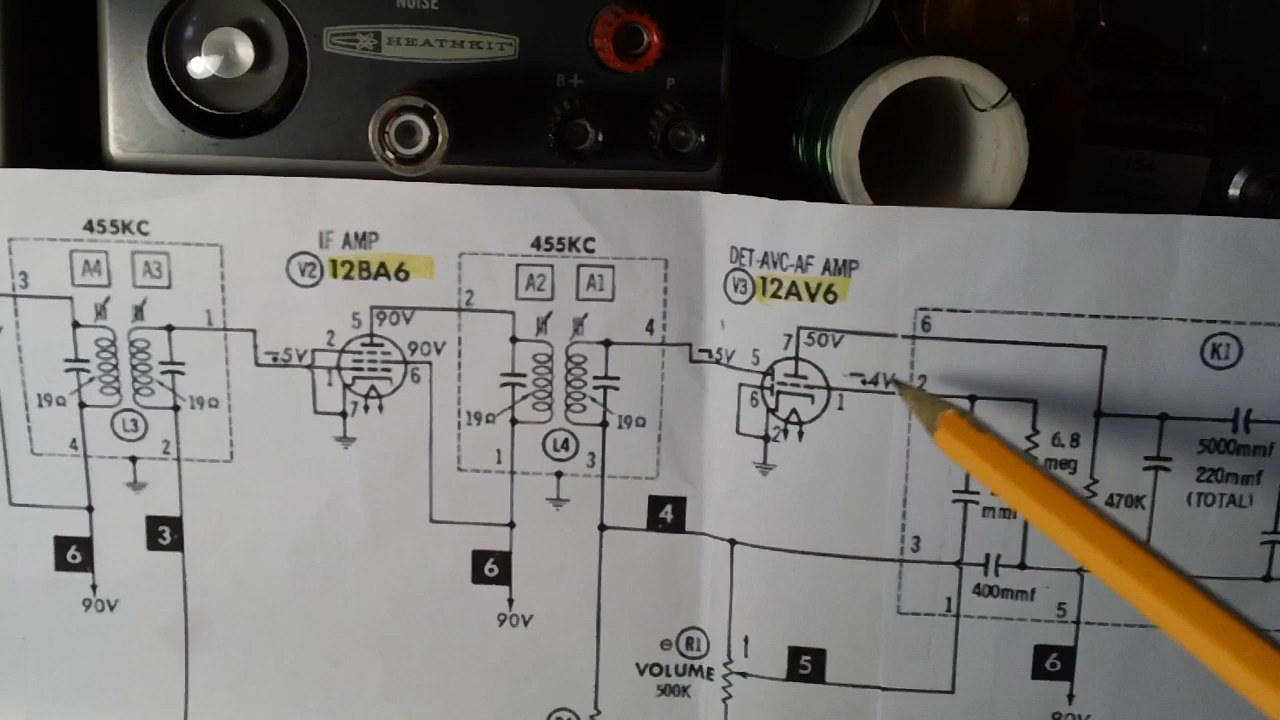 NOISE
HEATHKIT
B+
P
455KC
A4
A3
3
1
19Ω
19Ω
L3
4
2
6
3
90V
IF AMP
V2
12BA6
5
90V
2
-.5V
1
90V
6
7
455KC
A2
A1
2
4
19Ω
19Ω
L4
1
3
6
90V
4
DET-AVC-AF AMP
V3
12AV6
7
50V
-.5V
5
6
1
2
-.4V
2
6
K1
6.8
meg
470K
5000mmf
220mmf
(TOTAL)
mmf
3
400mmf
1
5
R1
VOLUME
500K
5
6